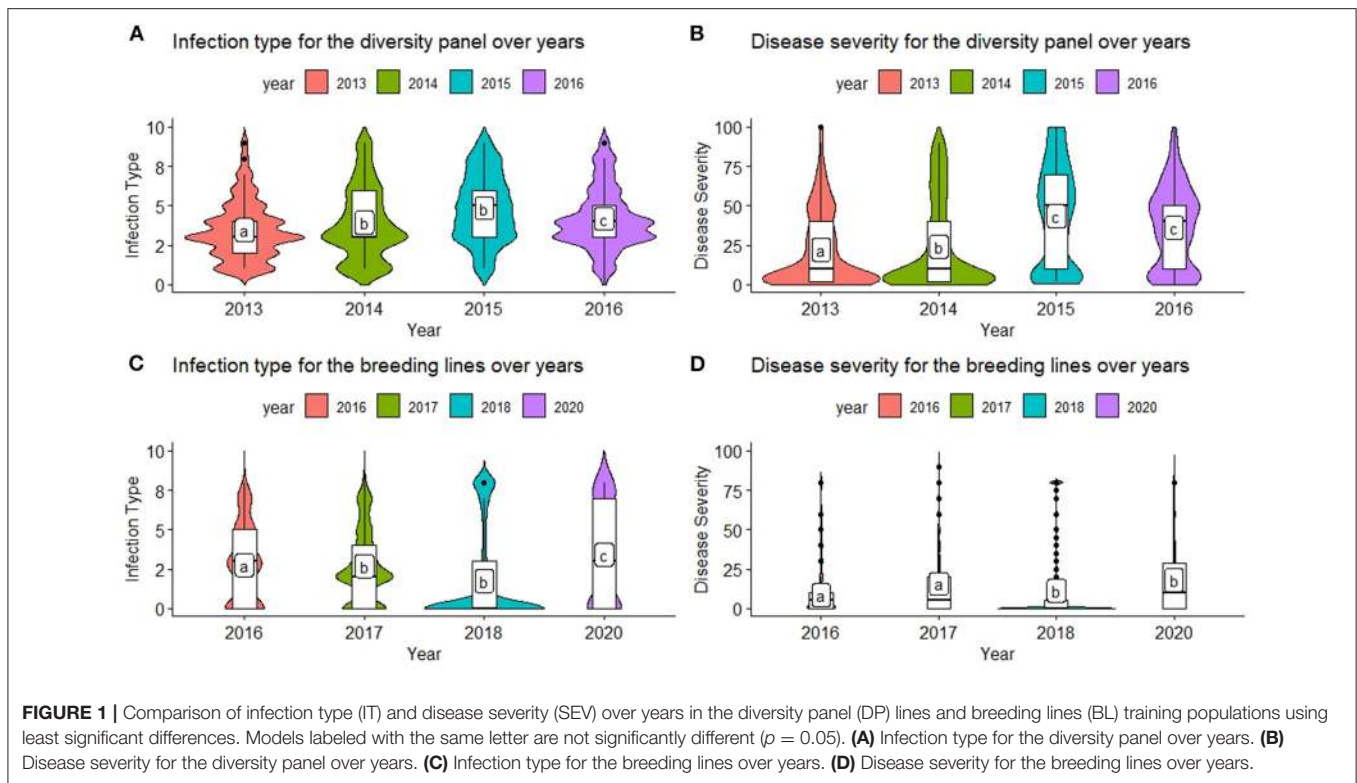 A Infection type for the diversity panel over years
year 2013 2014 2015 2016
Infection Type
10
8
5
2
0
a b b c
2013 2014 2015 2016
Year
B Disease severity for the diversity panel over years
year 2013 2014 2015 2016
Disease Severity
100
75
50
25
0
a b c c
2013 2014 2015 2016
Year
C Infection type for the breeding lines over years
year 2016 2017 2018 2020
Infection Type
10
8
5
2
0
a b b c
2016 2017 2018 2020
Year
D Disease severity for the breeding lines over years
year 2016 2017 2018 2020
Disease Severity
100
75
50
25
0
a a b b
2016 2017 2018 2020
Year
FIGURE 1 | Comparison of infection type (IT) and disease severity (SEV) over years in the diversity panel (DP) lines and breeding lines (BL) training populations using
least significant differences. Models labeled with the same letter are not significantly different (p = 0.05). (A) Infection type for the diversity panel over years. (B)
Disease severity for the diversity panel over years. (C) Infection type for the breeding lines over years. (D) Disease severity for the breeding lines over years.